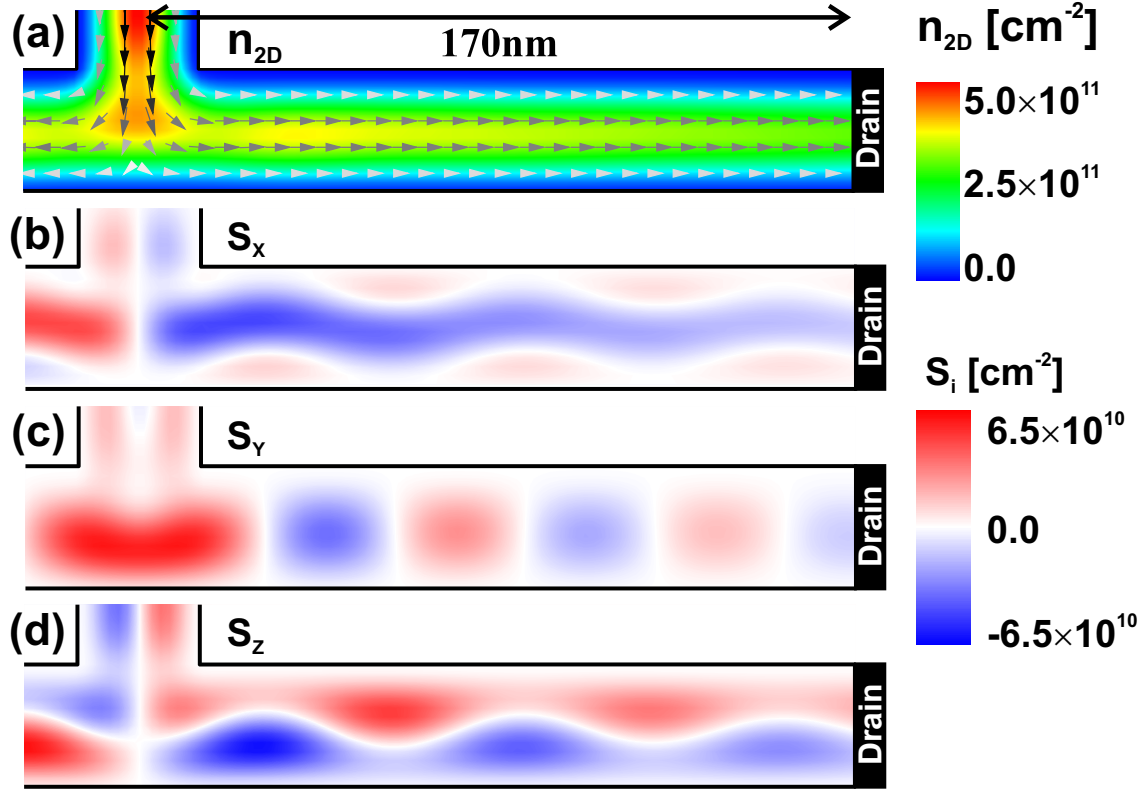 (a)
n2D
170nm
Drain
n2D [cm-2]
5.0×10 11
2.5×10 11
0.0
(b)
SX
Drain
Si [cm-2]
6.5×10 10
0.0
-6.5×10 10
(c)
SY
Drain
(d)
SZ
Drain